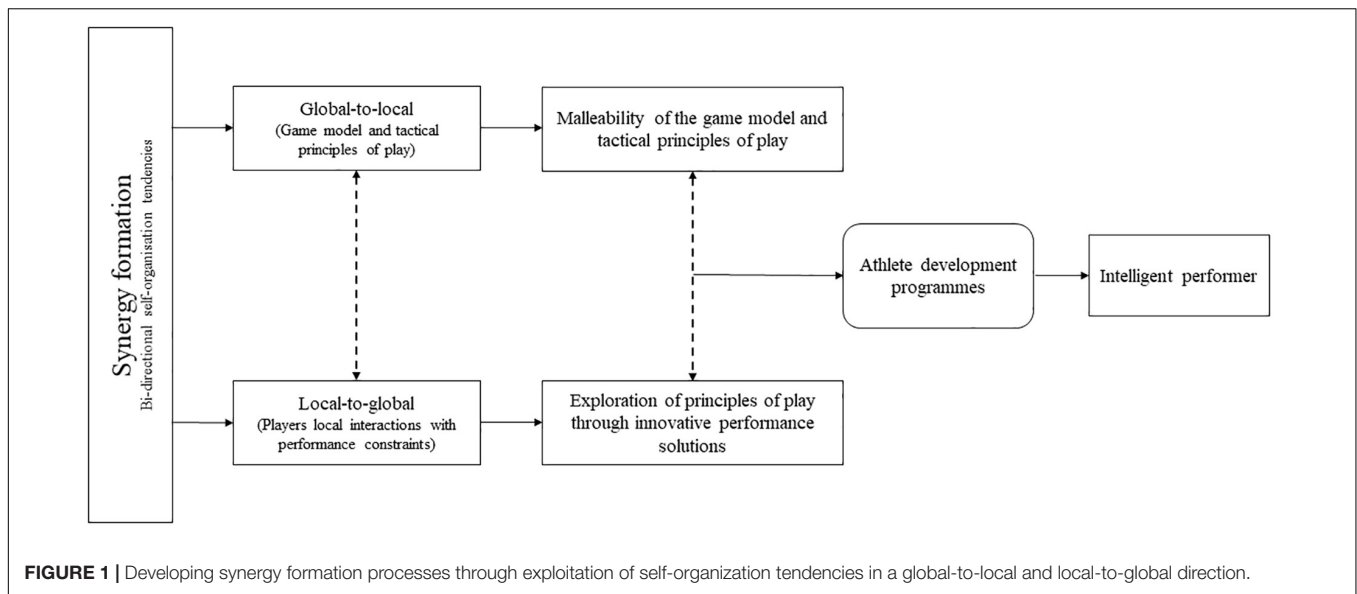 Synergy formation
Bi-directional self-organisation tendencies
Global-to-local
(Game model and tactical
principles of play)
Malleability of the game model and
tactical principles of play
Local-to-global
(Players local interactions with
performance constraints)
Exploration of principles of play
through innovative performance
solutions
Athlete development
programmes
Intelligent performer
FIGURE 1 | Developing synergy formation processes through exploitation of self-organization tendencies in a global-to-local and local-to-global direction.